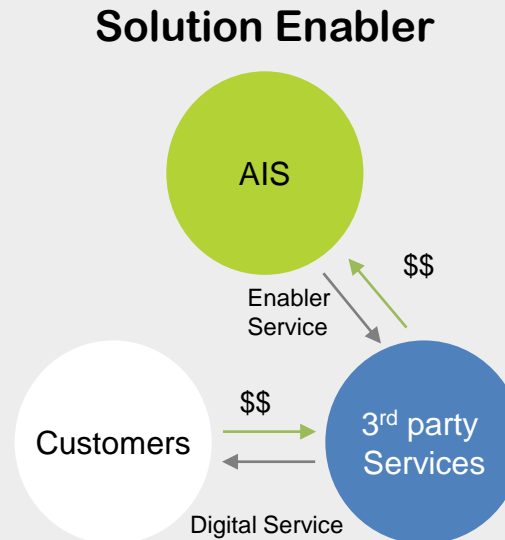 Solution Enabler
AIS
$$
Enabler
Service
$$
Customers
3rd party
Services
Digital Service